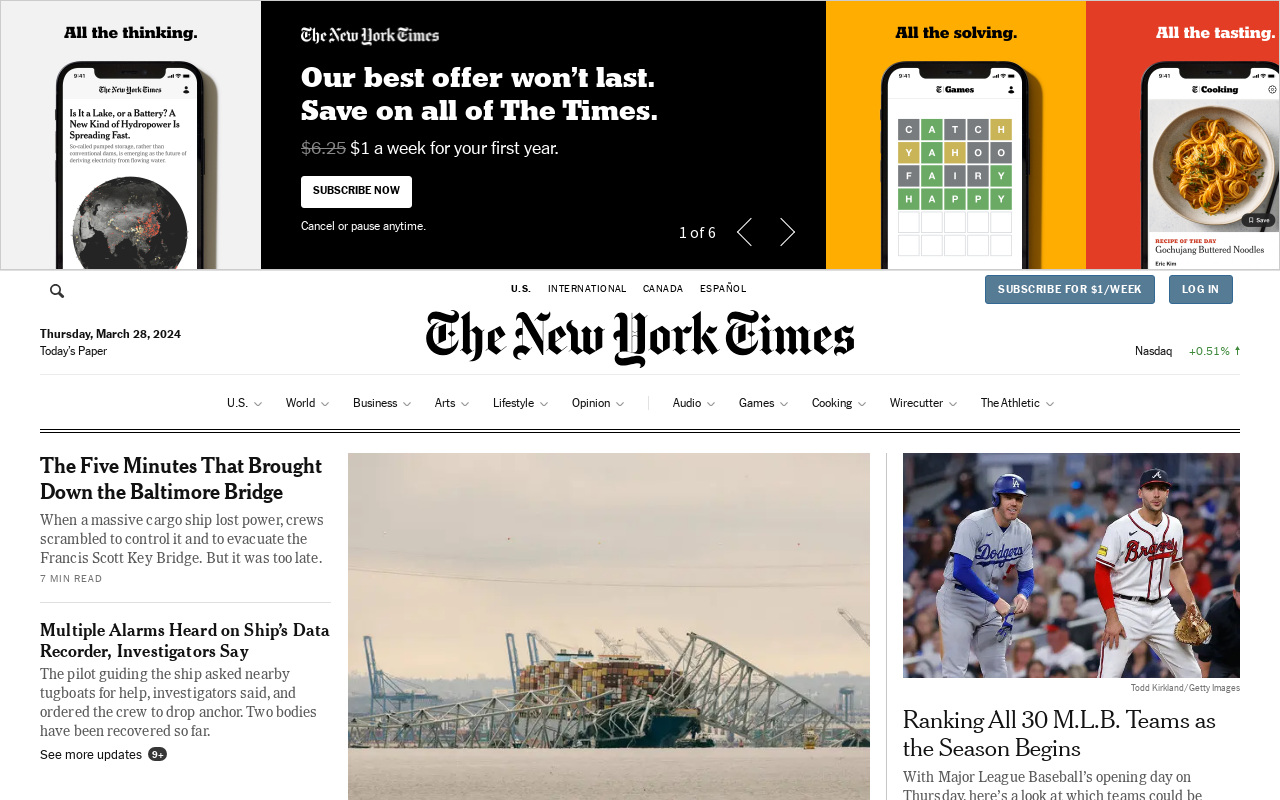 All the thinking.
9:41
The New York Times
Is It a Lake, or a Battery? A
New Kind of Hydropower Is
Spreading Fast.
So-called pumped storage, rather than
conventional dams, is emerging as the future of
deriving electricity from flowing water.
The New York Times
Our best offer won't last.
Save on all of The Times.
$6.25 $1 a week for your first year.
SUBSCRIBE NOW
Cancel or pause anytime.
1 of 6
All the solving.
9:41
Games
C A T C H
Y A H O O
F A I R Y
H A P P Y
All the tasting.
9:41
Cooking
Save
RECIPE OF THE DAY
Gochujang Buttered Noodles
Eric Kim
U.S. INTERNATIONAL CANADA ESPAÑOL
SUBSCRIBE FOR $1/WEEK
LOG IN
Thursday, March 28, 2024
Today's Paper
The New York Times
Nasdaq +0.51%
U.S. World Business Arts Lifestyle Opinion Audio Games Cooking Wirecutter The Athletic
The Five Minutes That Brought
Down the Baltimore Bridge
When a massive cargo ship lost power, crews
scrambled to control it and to evacuate the
Francis Scott Key Bridge. But it was too late.
7 MIN READ
Multiple Alarms Heard on Ship's Data
Recorder, Investigators Say
The pilot guiding the ship asked nearby
tugboats for help, investigators said, and
ordered the crew to drop anchor. Two bodies
have been recovered so far.
See more updates 9+
Dodgers
Braves
Todd Kirkland/Getty Images
Ranking All 30 M.L.B. Teams as
the Season Begins
With Major League Baseball's opening day on
Thursday, here's a look at which teams could be